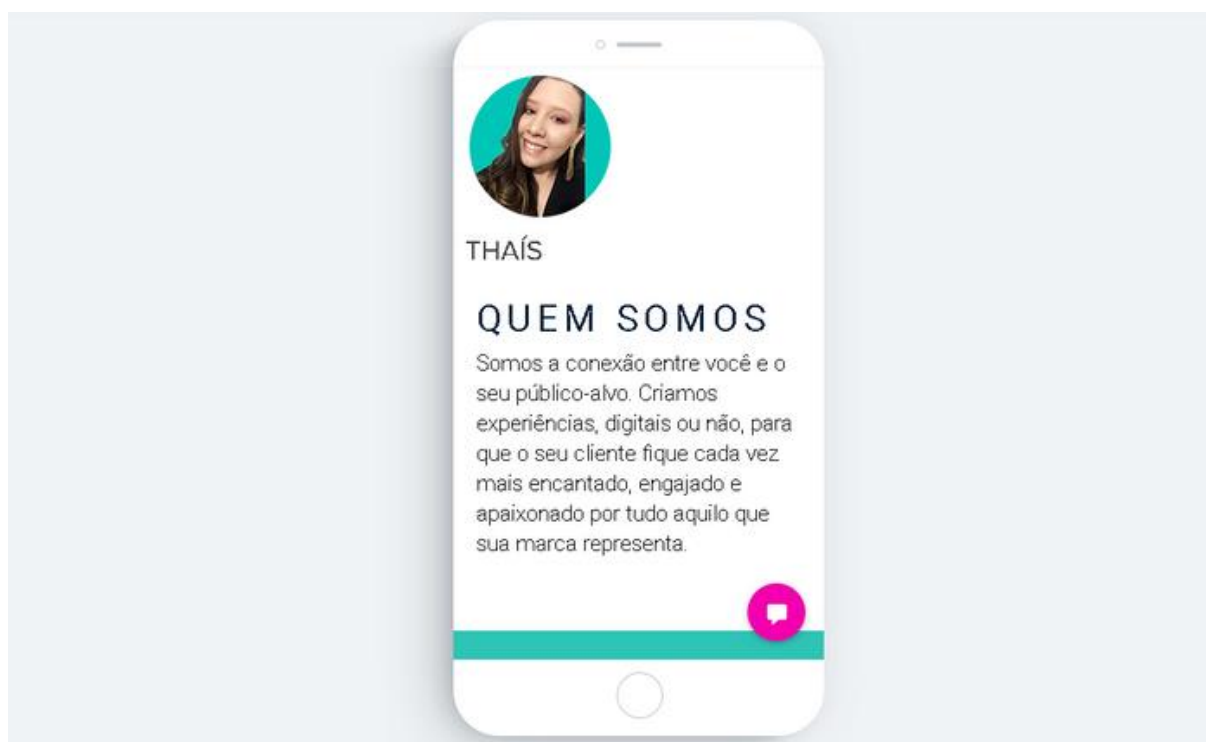 THAÍS
QUEM SOMOS
Somos a conexão entre você e o
seu público-alvo. Criamos
experiências, digitais ou não, para
que o seu cliente fique cada vez
mais encantado, engajado e
apaixonado por tudo aquilo que
sua marca representa.